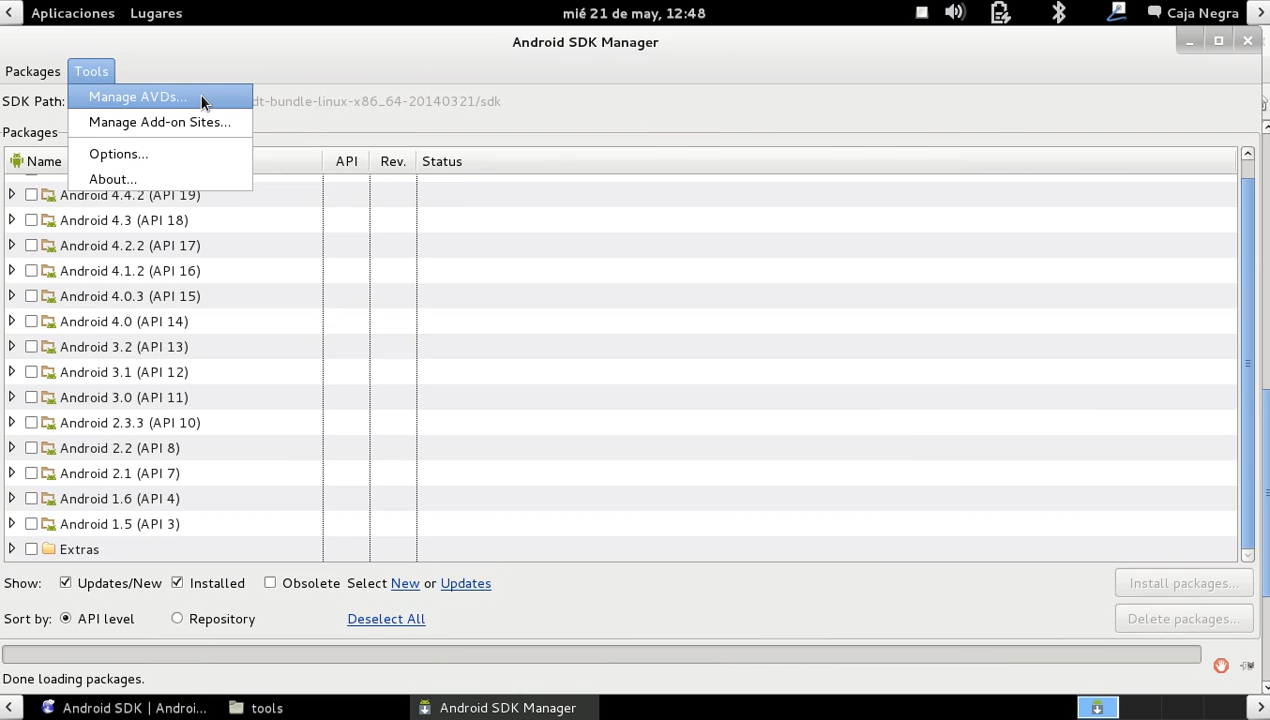 Aplicaciones Lugares mié 21 de may, 12:48 Caja Negra
Android SDK Manager
Packages Tools
SDK Path: dt-bundle-linux-x86_64-20140321/sdk
Manage AVDs...
Manage Add-on Sites...
Options...
About...
Packages
Name API Rev. Status
Android 4.4.2 (API 19)
Android 4.3 (API 18)
Android 4.2.2 (API 17)
Android 4.1.2 (API 16)
Android 4.0.3 (API 15)
Android 4.0 (API 14)
Android 3.2 (API 13)
Android 3.1 (API 12)
Android 3.0 (API 11)
Android 2.3.3 (API 10)
Android 2.2 (API 8)
Android 2.1 (API 7)
Android 1.6 (API 4)
Android 1.5 (API 3)
Extras
Show: Updates/New Installed Obsolete Select New or Updates Install packages...
Sort by: API level Repository Deselect All Delete packages...
Done loading packages.
Android SDK | Androi... tools Android SDK Manager